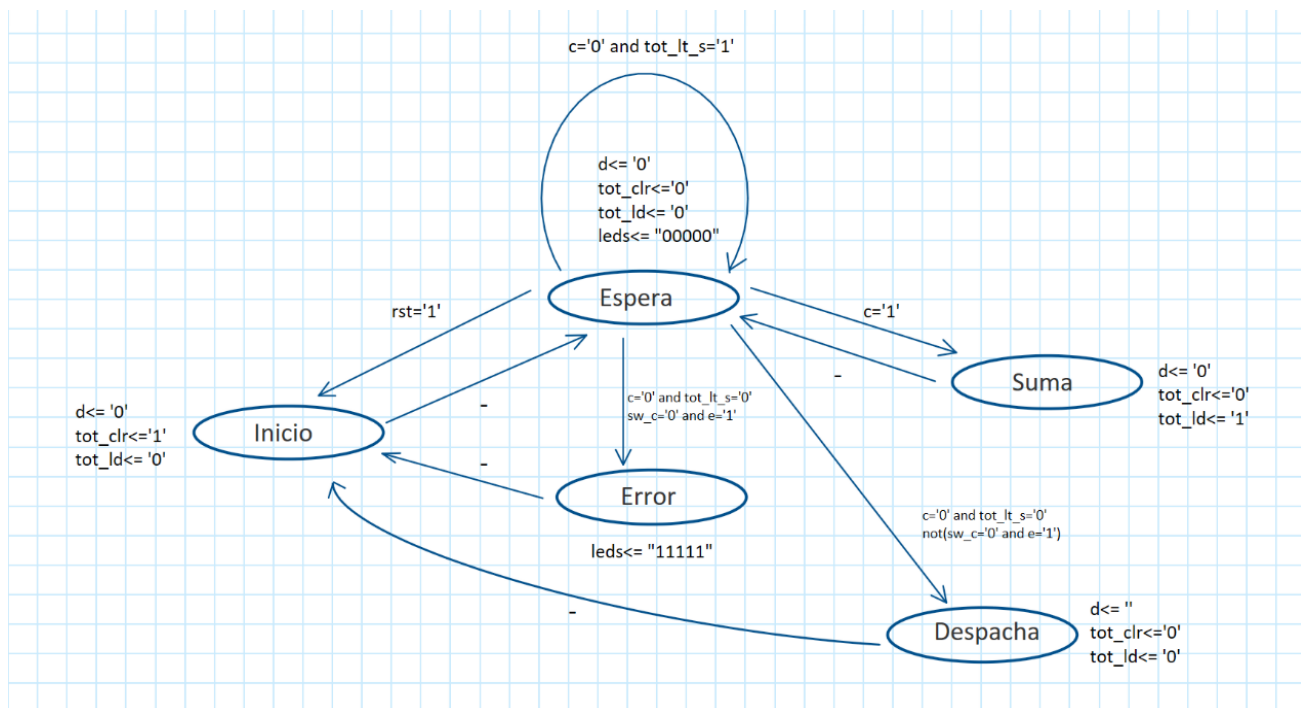 c='0' and tot_lt_s='1'
d<= '0'
tot_clr<='0'
tot_ld<= '0'
leds<= "00000"
Espera
rst='1'
c='1'
-
-
c='0' and tot_lt_s='0'
sw_c='0' and e='1'
Suma
d<= '0'
tot_clr<='0'
tot_ld<= '1'
d<= '0'
tot_clr<='1'
tot_ld<= '0'
Inicio
-
Error
leds<= "11111"
c='0' and tot_lt_s='0'
not(sw_c='0' and e='1')
-
Despacha
d<= ''
tot_clr<='0'
tot_ld<= '0'